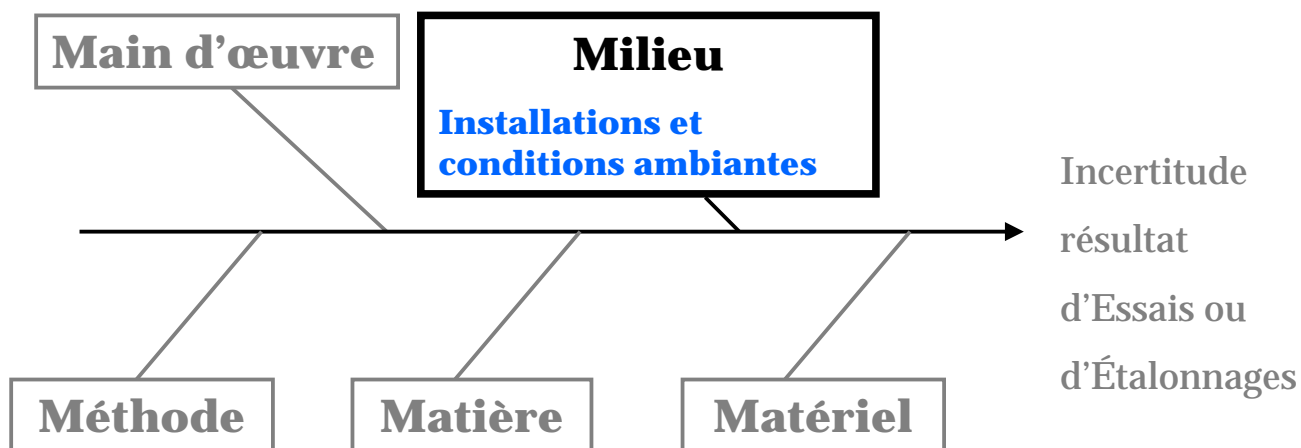 Main d’œuvre
Milieu
Installations et
conditions ambiantes
Incertitude
résultat
d’Essais ou
d’Étalonnages
Méthode
Matière
Matériel